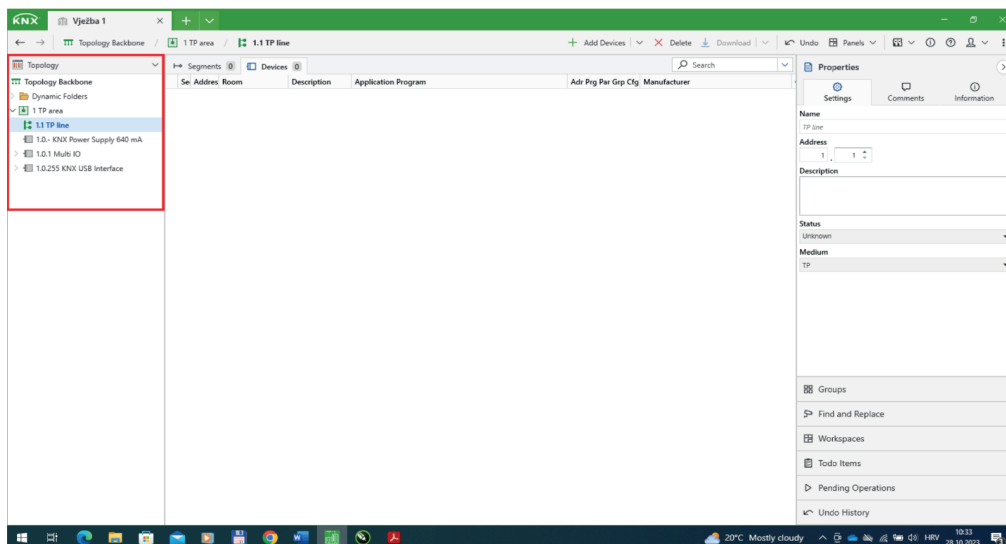 KNX Vježba 1
Topology Backbone / 1 TP area / 1.1 TP line
Add Devices Delete Download Undo Panels
Topology
Topology Backbone
Dynamic Folders
1 TP area
1.1 TP line
1.0.- KNX Power Supply 640 mA
1.0.1 Multi IO
1.0.255 KNX USB Interface
Segments 0 Devices 0
Search
Se Addres Room Description Application Program Adr Prg Par Grp Cfg Manufacturer
Properties
Settings Comments Information
Name
TP line
Address
1 . 1
Description
Status
Unknown
Medium
TP
Groups
Find and Replace
Workspaces
Todo Items
Pending Operations
Undo History
20°C Mostly cloudy HRV 10:33
28.10.2023.